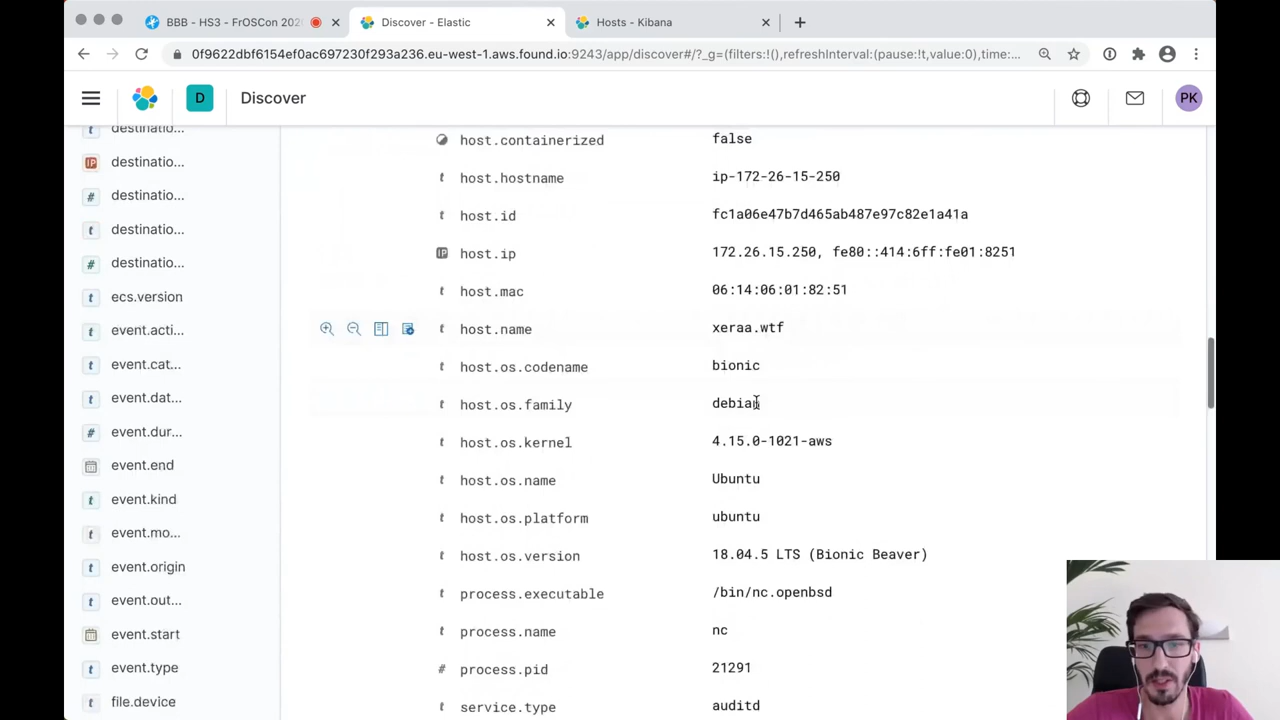 BBB - HS3 - FrOSCon 202
Discover - Elastic
Hosts - Kibana
0f9622dbf6154ef0ac697230f293a236.eu-west-1.aws.found.io:9243/app/discover#/?_g=(filters:!(),refreshInterval:(pause:!t,value:0),time:...
D
Discover
PK
destinatio...
host.containerized false
destinatio...
host.hostname ip-172-26-15-250
destinatio...
host.id fc1a06e47b7d465ab487e97c82e1a41a
destinatio...
host.ip 172.26.15.250, fe80::414:6ff:fe01:8251
destinatio...
host.mac 06:14:06:01:82:51
ecs.version
event.acti...
host.name xeraa.wtf
event.cat...
host.os.codename bionic
event.dat...
host.os.family debian
event.dur...
host.os.kernel 4.15.0-1021-aws
event.end
host.os.name Ubuntu
event.kind
host.os.platform ubuntu
event.mo...
host.os.version 18.04.5 LTS (Bionic Beaver)
event.origin
process.executable /bin/nc.openbsd
event.out...
process.name nc
event.start
process.pid 21291
event.type
service.type auditd
file.device